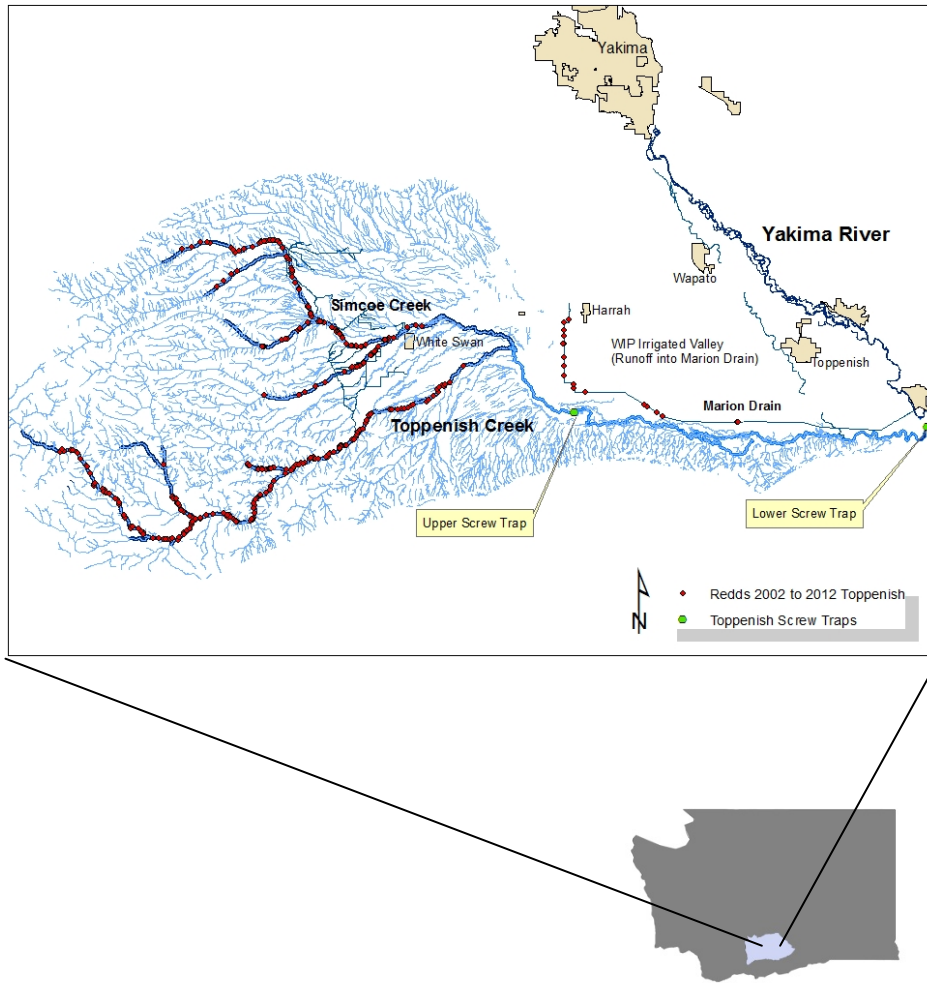 Yakima
Yakima River
Wapato
Simcoe Creek
Harrah
White Swan
WIP Irrigated Valley
(Runoff into Marion Drain)
Toppenish
Marion Drain
Toppenish Creek
Upper Screw Trap
Lower Screw Trap
N
Redds 2002 to 2012 Toppenish
Toppenish Screw Traps